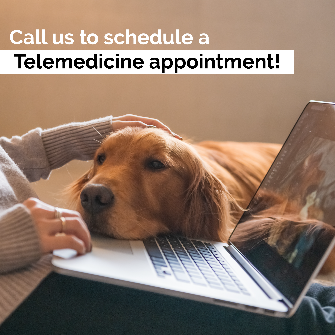 Call us to schedule a
Telemedicine appointment!